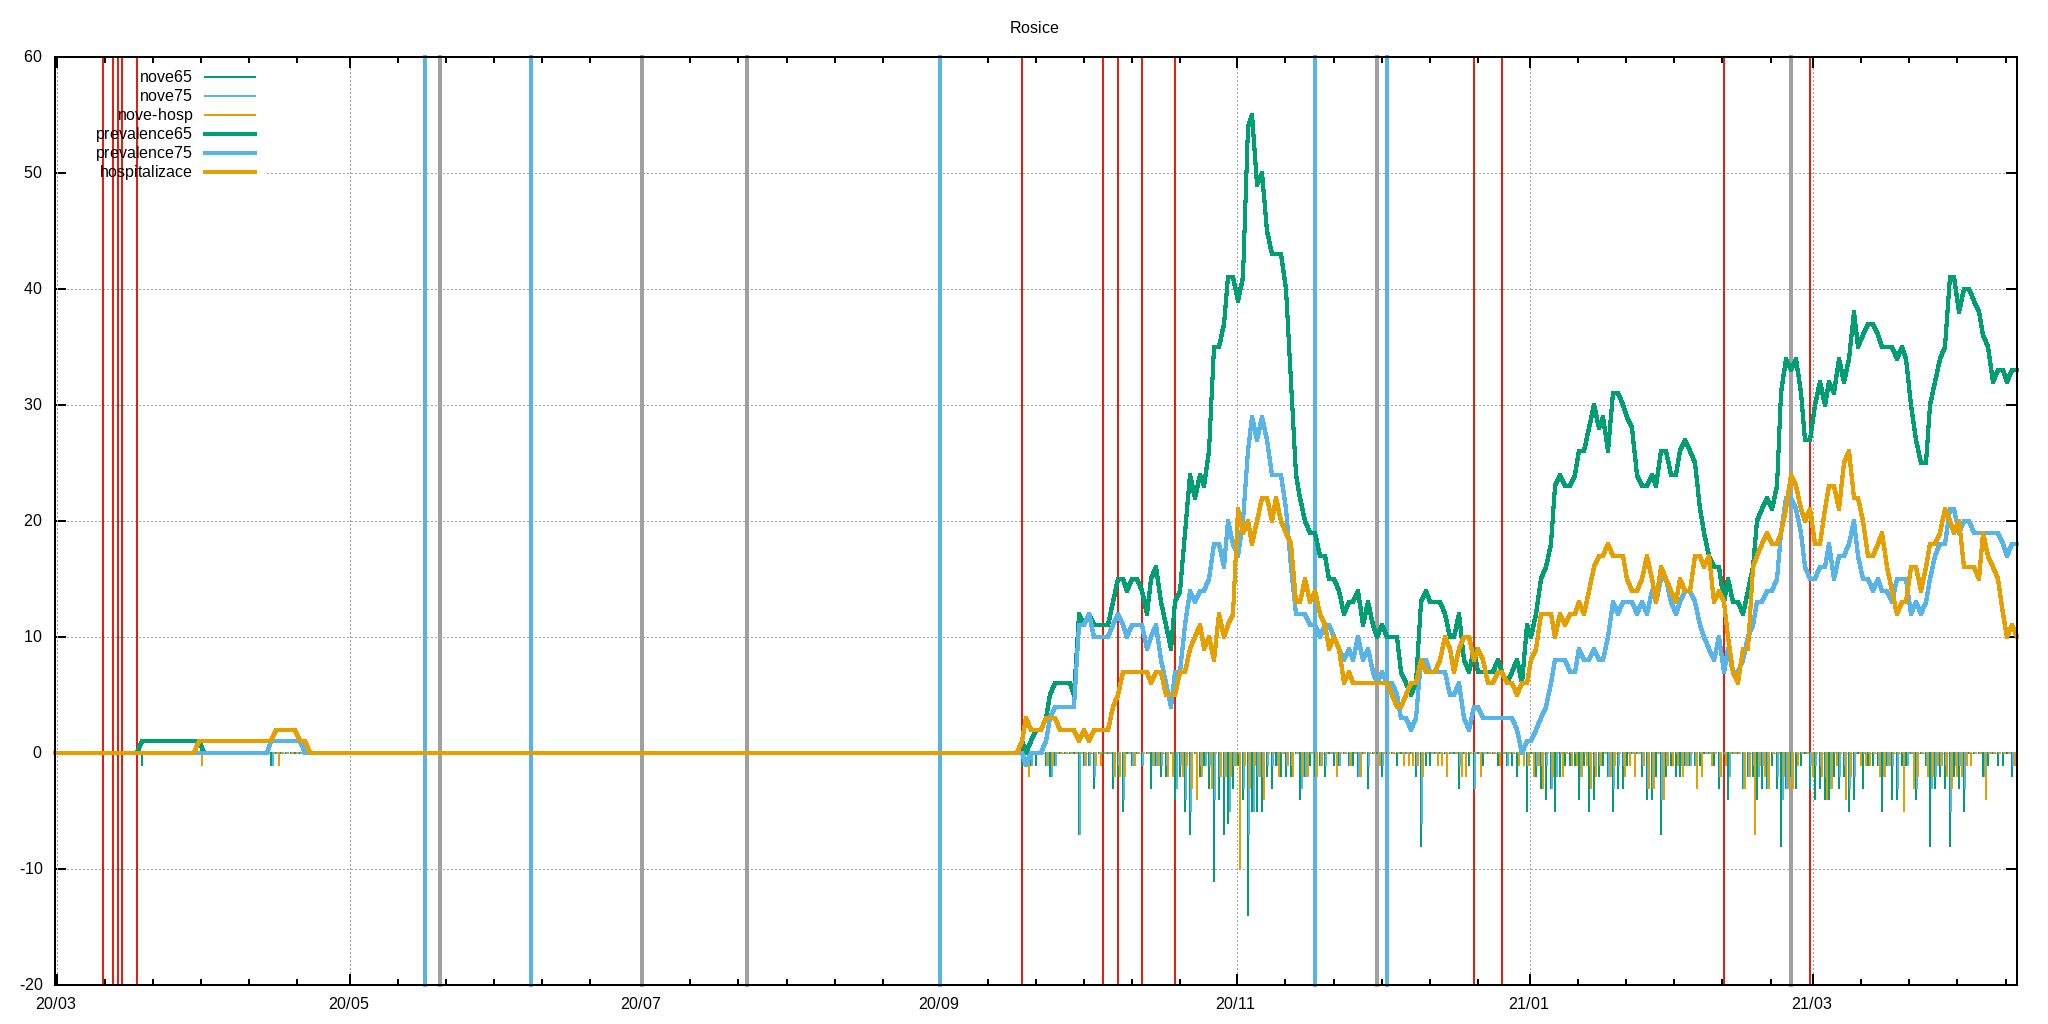 Rosice
60
50
40
30
20
10
0
-10
-20
nove65
nove75
nove-hosp
prevalence65
prevalence75
hospitalizace
20/03 20/05 20/07 20/09 20/11 21/01 21/03